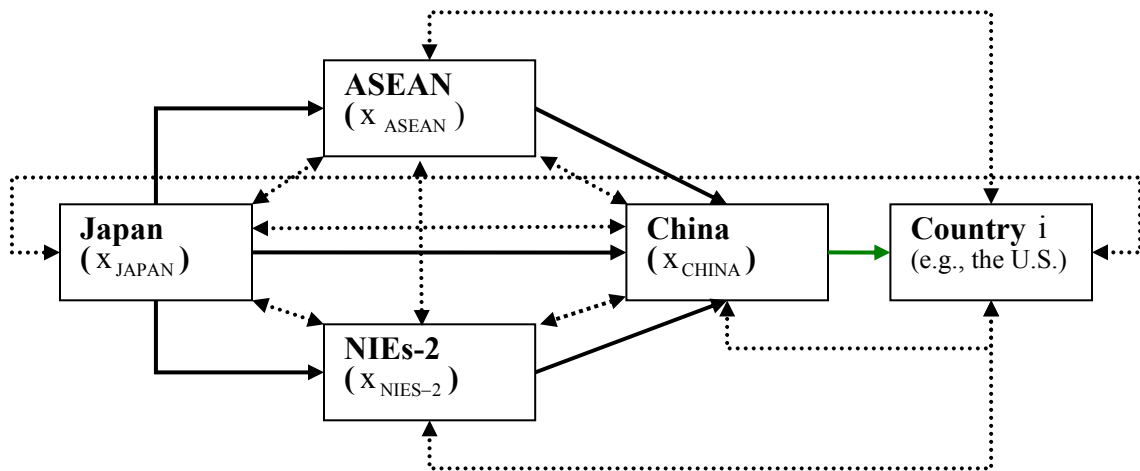 ASEAN
(x ASEAN)
Japan
(x JAPAN)
China
(x CHINA)
Country i
(e.g., the U.S.)
NIEs-2
(x NIES−2)